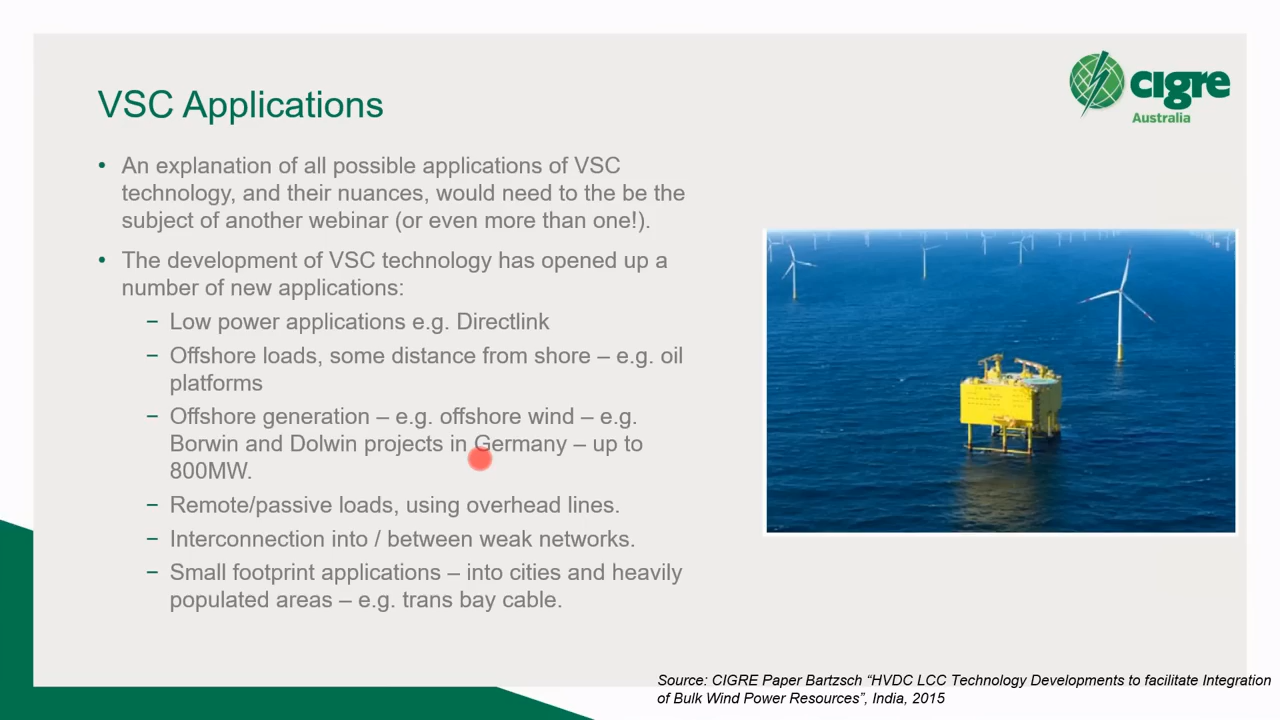 cigre
Australia
VSC Applications
• An explanation of all possible applications of VSC
technology, and their nuances, would need to the be the
subject of another webinar (or even more than one!).
• The development of VSC technology has opened up a
number of new applications:
− Low power applications e.g. Directlink
− Offshore loads, some distance from shore – e.g. oil
platforms
− Offshore generation – e.g. offshore wind – e.g.
Borwin and Dolwin projects in Germany – up to
800MW.
− Remote/passive loads, using overhead lines.
− Interconnection into / between weak networks.
− Small footprint applications – into cities and heavily
populated areas – e.g. trans bay cable.
Source: CIGRE Paper Bartzsch “HVDC LCC Technology Developments to facilitate Integration
of Bulk Wind Power Resources”, India, 2015